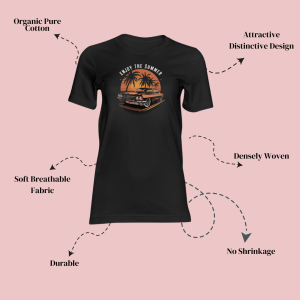 Organic Pure
Cotton
Attractive
Distinctive Design
ENJOY THE SUMMER
Densely Woven
Soft Breathable
Fabric
No Shrinkage
Durable